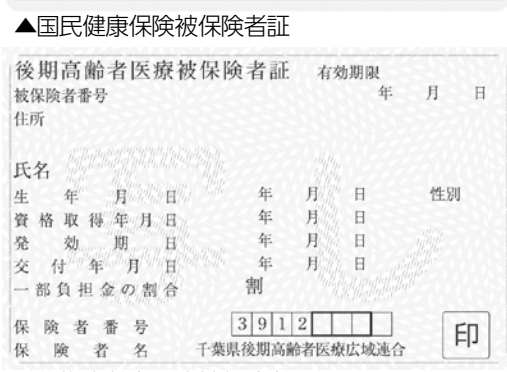 ▲国民健康保険被保険者証
後期高齢者医療被保険者証 有効期限
被保険者番号 年 月 日
住所
氏名
生年月日 年 月 日 性別
資格取得年月日 年 月 日
発効期日 年 月 日
交付年月日 年 月 日
一部負担金の割合 割
保険者番号 3912
保険者名 千葉県後期高齢者医療広域連合 印